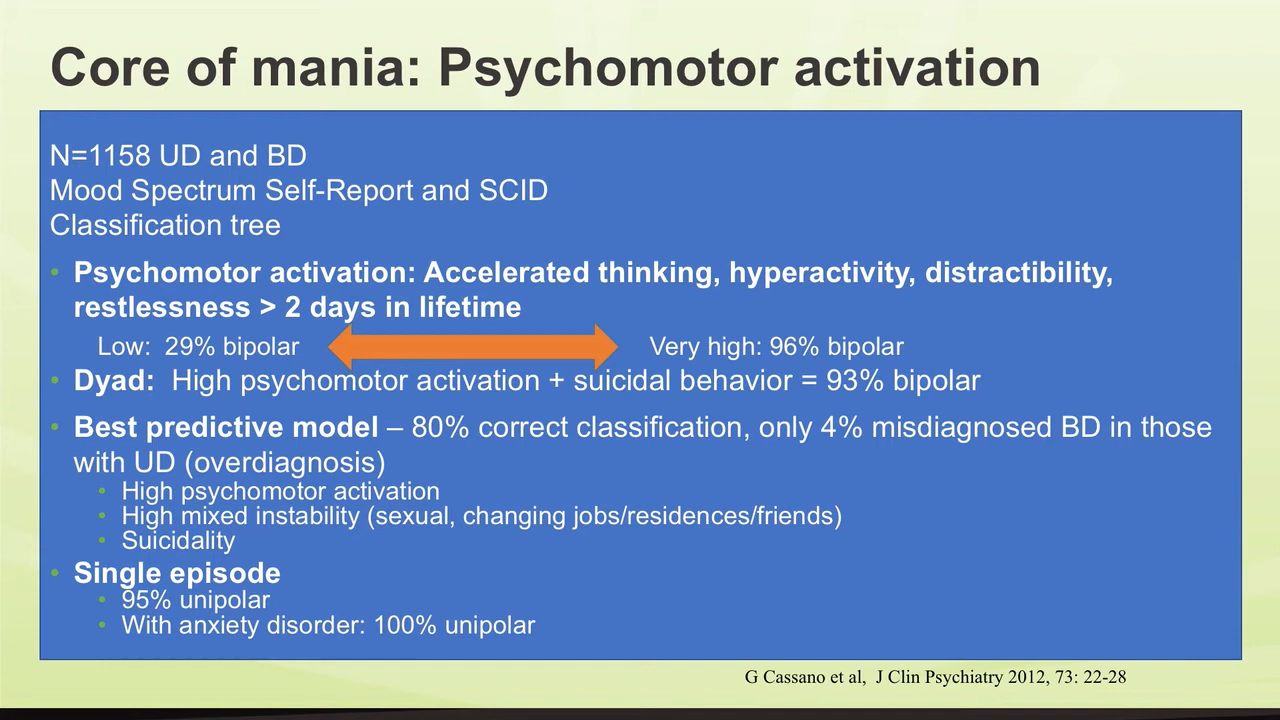 Core of mania: Psychomotor activation
N=1158 UD and BD
Mood Spectrum Self-Report and SCID
Classification tree
• Psychomotor activation: Accelerated thinking, hyperactivity, distractibility,
restlessness > 2 days in lifetime
Low: 29% bipolar
Very high: 96% bipolar
• Dyad: High psychomotor activation + suicidal behavior = 93% bipolar
• Best predictive model – 80% correct classification, only 4% misdiagnosed BD in those
with UD (overdiagnosis)
• High psychomotor activation
• High mixed instability (sexual, changing jobs/residences/friends)
• Suicidality
• Single episode
• 95% unipolar
• With anxiety disorder: 100% unipolar
G Cassano et al, J Clin Psychiatry 2012, 73: 22-28